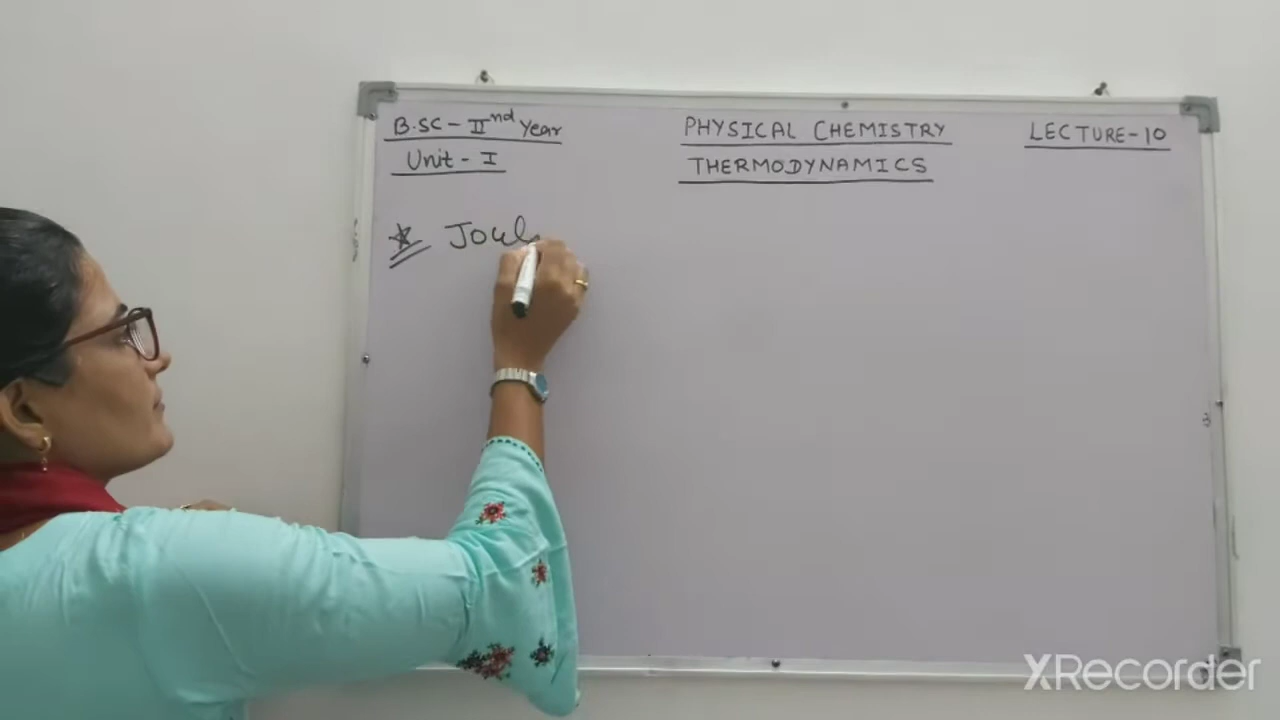 B.SC - IInd Year
PHYSICAL CHEMISTRY
LECTURE-10
Unit - I
THERMODYNAMICS
Joul
XRecorder